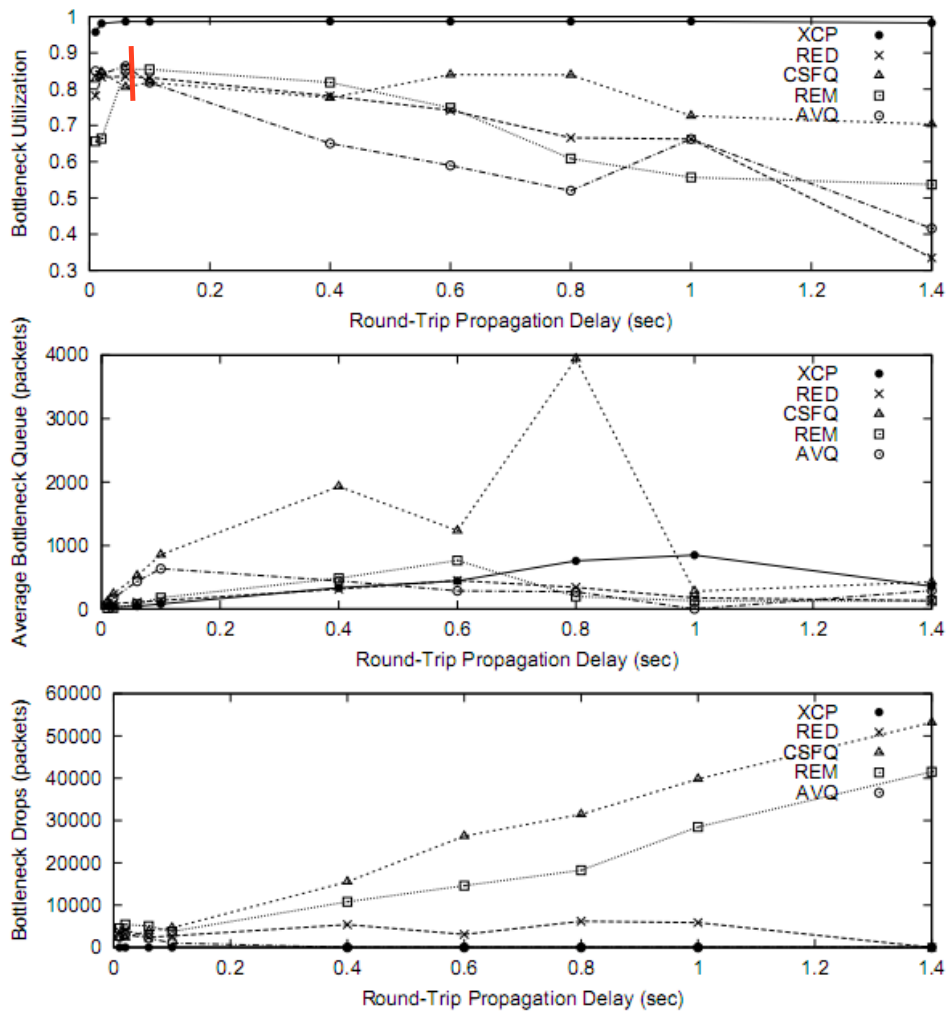 1
0.9
0.8
0.7
0.6
0.5
0.4
0.3
Bottleneck Utilization
XCP
RED
CSFQ
REM
AVQ
0 0.2 0.4 0.6 0.8 1 1.2 1.4
Round-Trip Propagation Delay (sec)
4000
3000
2000
1000
0
Average Bottleneck Queue (packets)
XCP
RED
CSFQ
REM
AVQ
0 0.2 0.4 0.6 0.8 1 1.2 1.4
Round-Trip Propagation Delay (sec)
60000
50000
40000
30000
20000
10000
0
Bottleneck Drops (packets)
XCP
RED
CSFQ
REM
AVQ
0 0.2 0.4 0.6 0.8 1 1.2 1.4
Round-Trip Propagation Delay (sec)